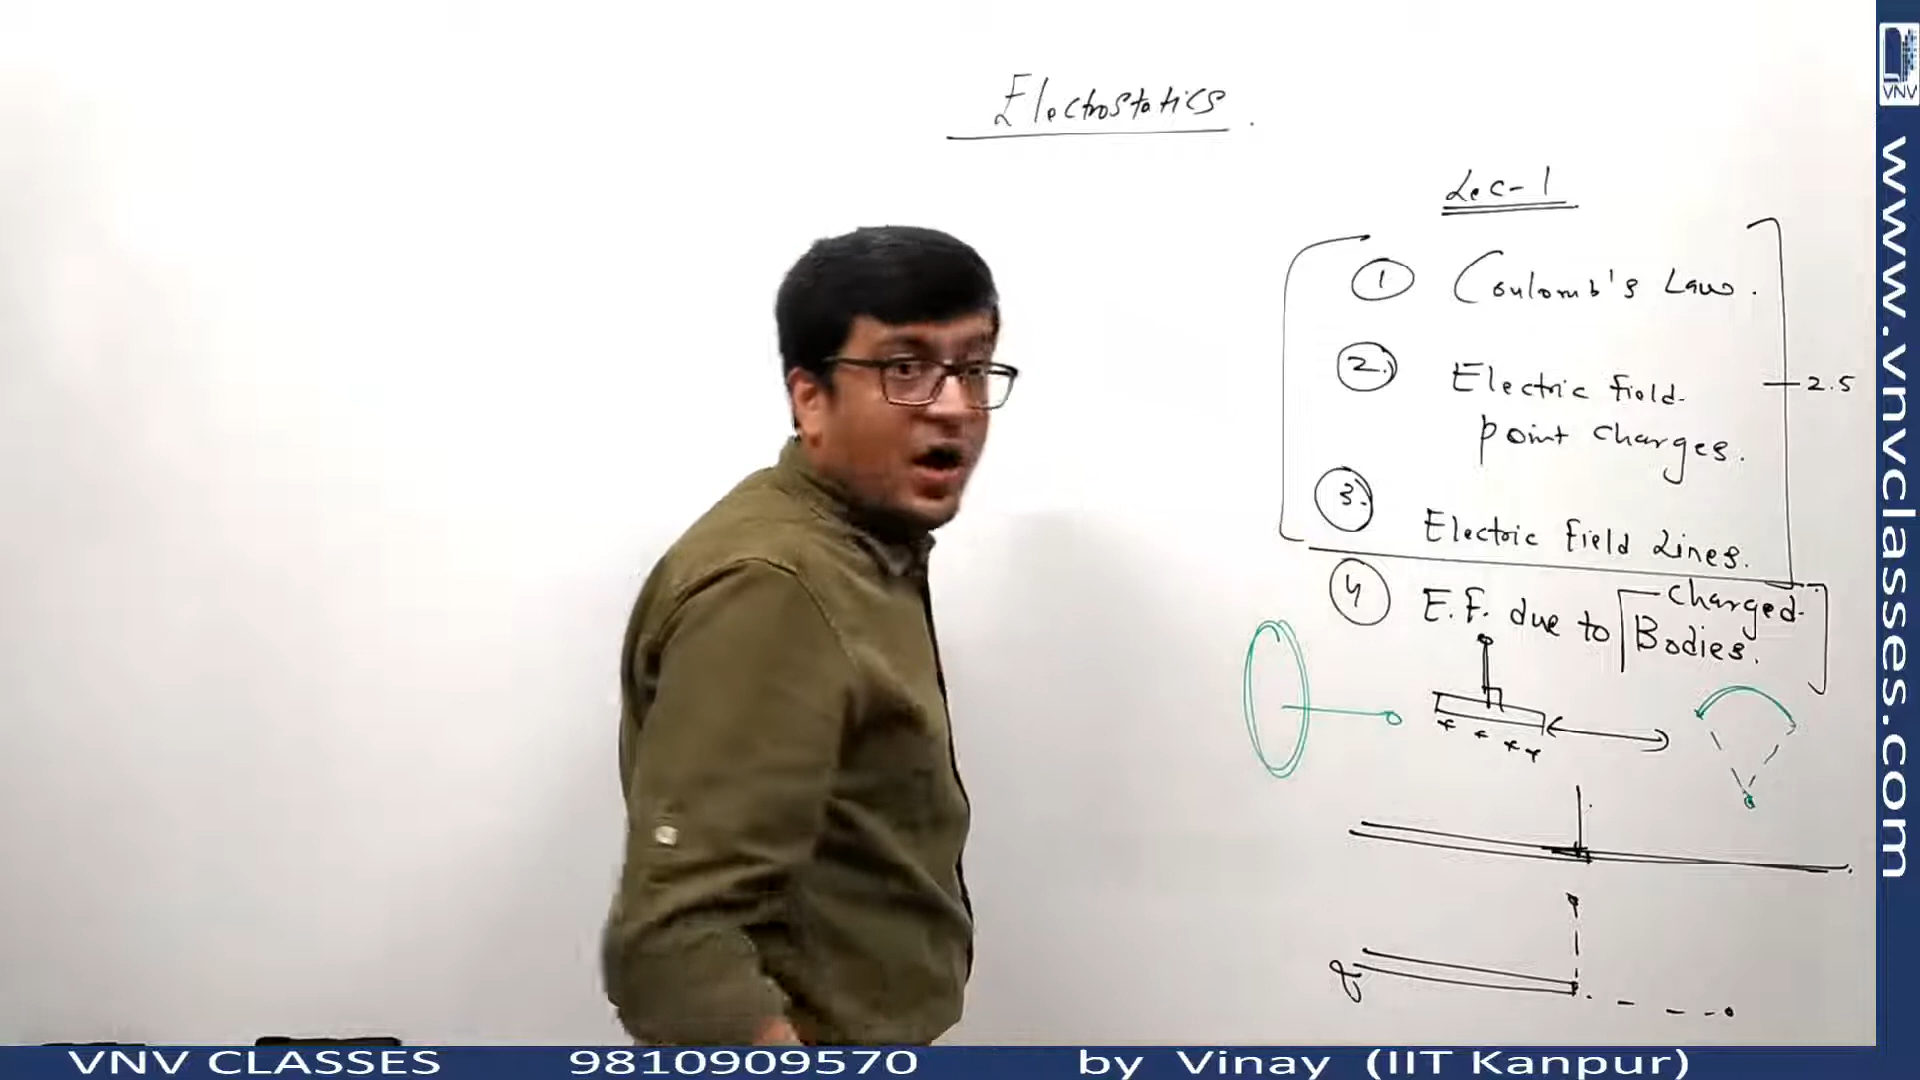 Electrostatics.
Lec-1
1 Coulomb's Law.
2. Electric Field
point charges.
2.5
3. Electric Field Lines.
4 E.F. due to charged
Bodies.
VNV
www.vnvclasses.com
VNV CLASSES 9810909570 by Vinay (IIT Kanpur)